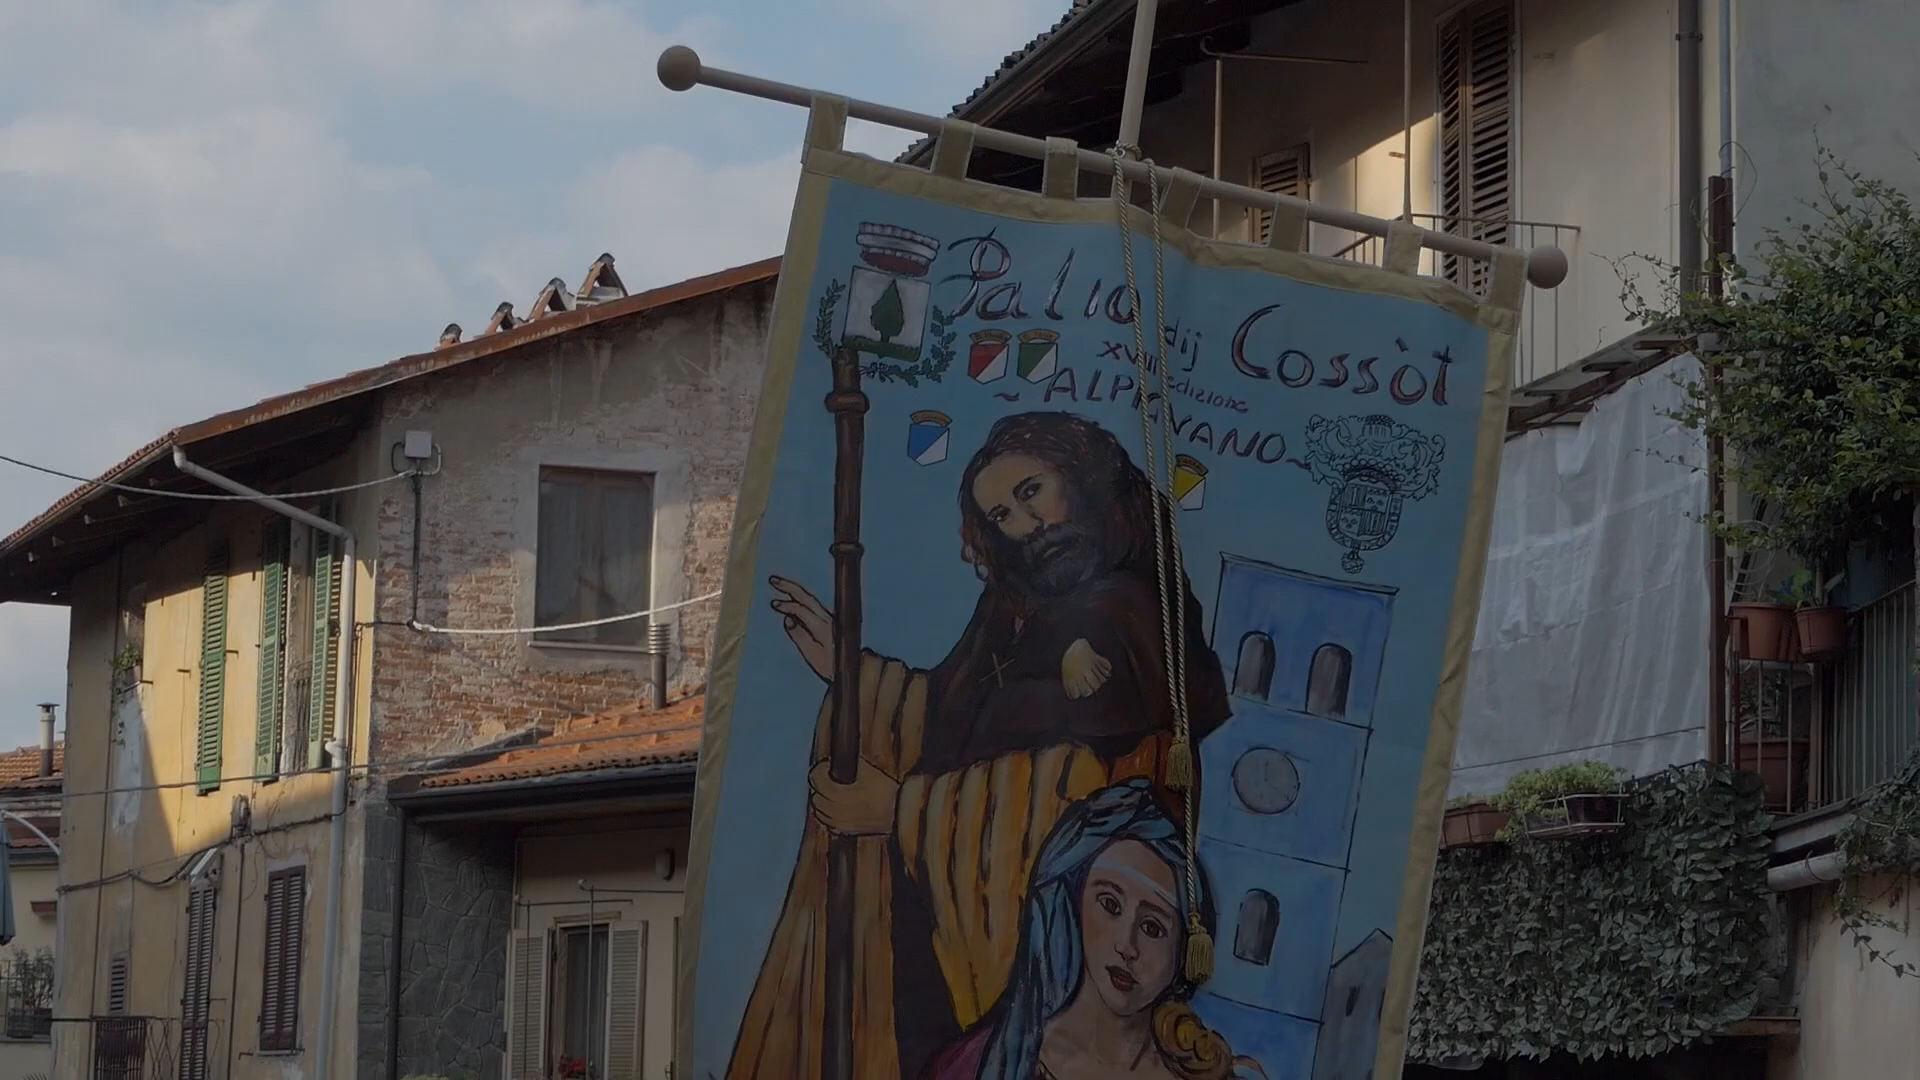 Palio dij Cossòt
XVIII edizione
~ ALPIGNANO ~